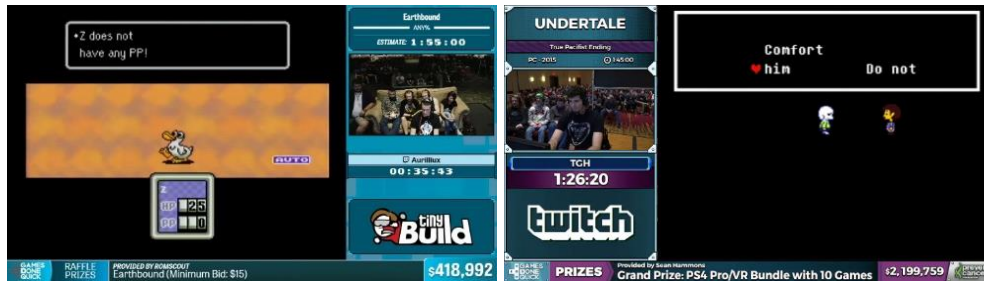 •Z does not
have any PP!
AUTO
Z
HP 25
PP 0
Earthbound
ANY%
ESTIMATE: 1:55:00
Aurilliux
00:35:43
tiny
Build
GAMES
DONE
QUICK
RAFFLE
PRIZES
PROVIDED BY ROMSCOUT
Earthbound (Minimum Bid: $15)
$418,992
UNDERTALE
True Pacifist Ending
PC - 2015
1:45:00
TGH
1:26:20
twitch
Comfort
him Do not
GAMES
DONE
QUICK
PRIZES
Provided by Sean Hammons
Grand Prize: PS4 Pro/VR Bundle with 10 Games
$2,199,759
prevent
cancer